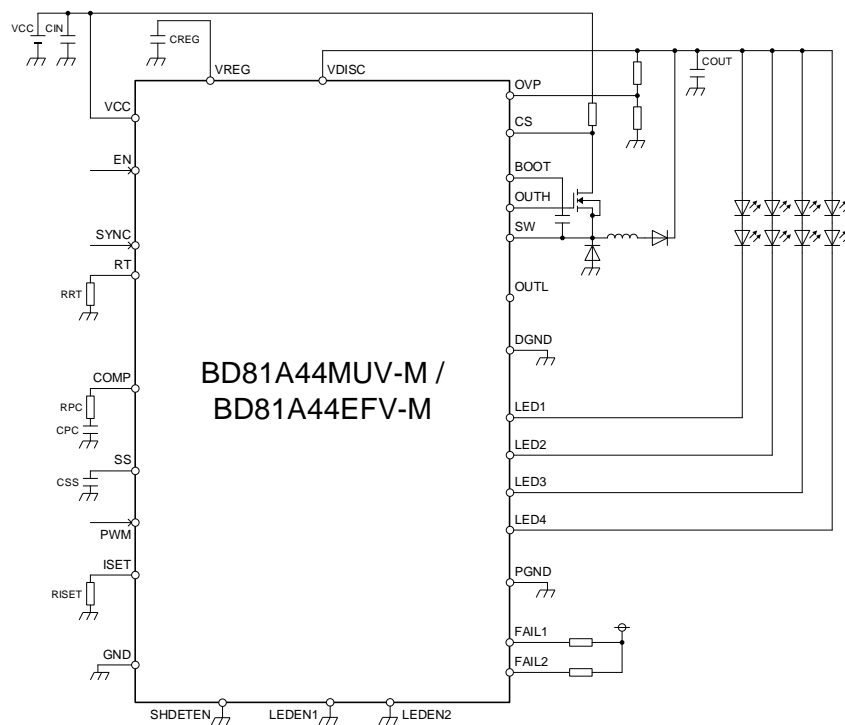 VCC CIN
CREG
COUT
VREG
VDISC
OVP
VCC
CS
EN
BOOT
OUTH
SYNC
SW
RT
RRT
OUTL
DGND
BD81A44MUV-M /
BD81A44EFV-M
COMP
RPC
CPC
LED1
LED2
SS
CSS
LED3
LED4
PWM
ISET
RISET
PGND
FAIL1
GND
FAIL2
SHDETEN
LEDEN1
LEDEN2